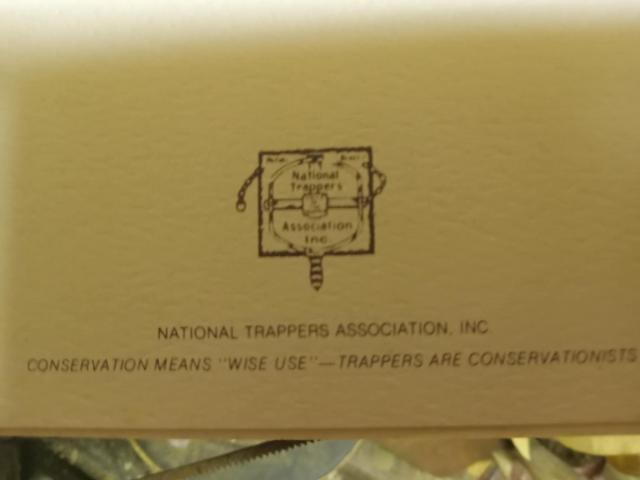 National
Trappers
Association
Inc
NATIONAL TRAPPERS ASSOCIATION, INC.
CONSERVATION MEANS "WISE USE"—TRAPPERS ARE CONSERVATIONISTS